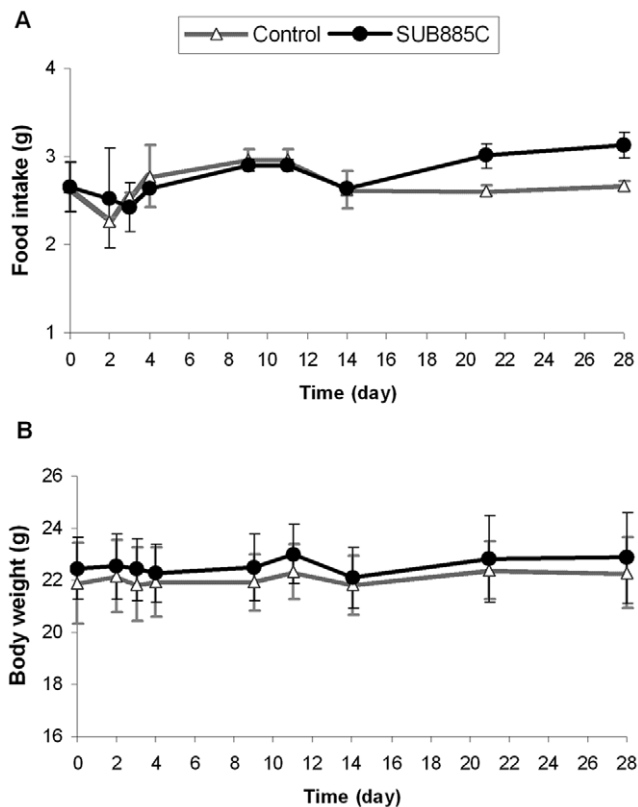 A
Control SUB885C
4
3
2
1
Food intake (g)
0 2 4 6 8 10 12 14 16 18 20 22 24 26 28
Time (day)
B
26
24
22
20
18
16
Body weight (g)
0 2 4 6 8 10 12 14 16 18 20 22 24 26 28
Time (day)